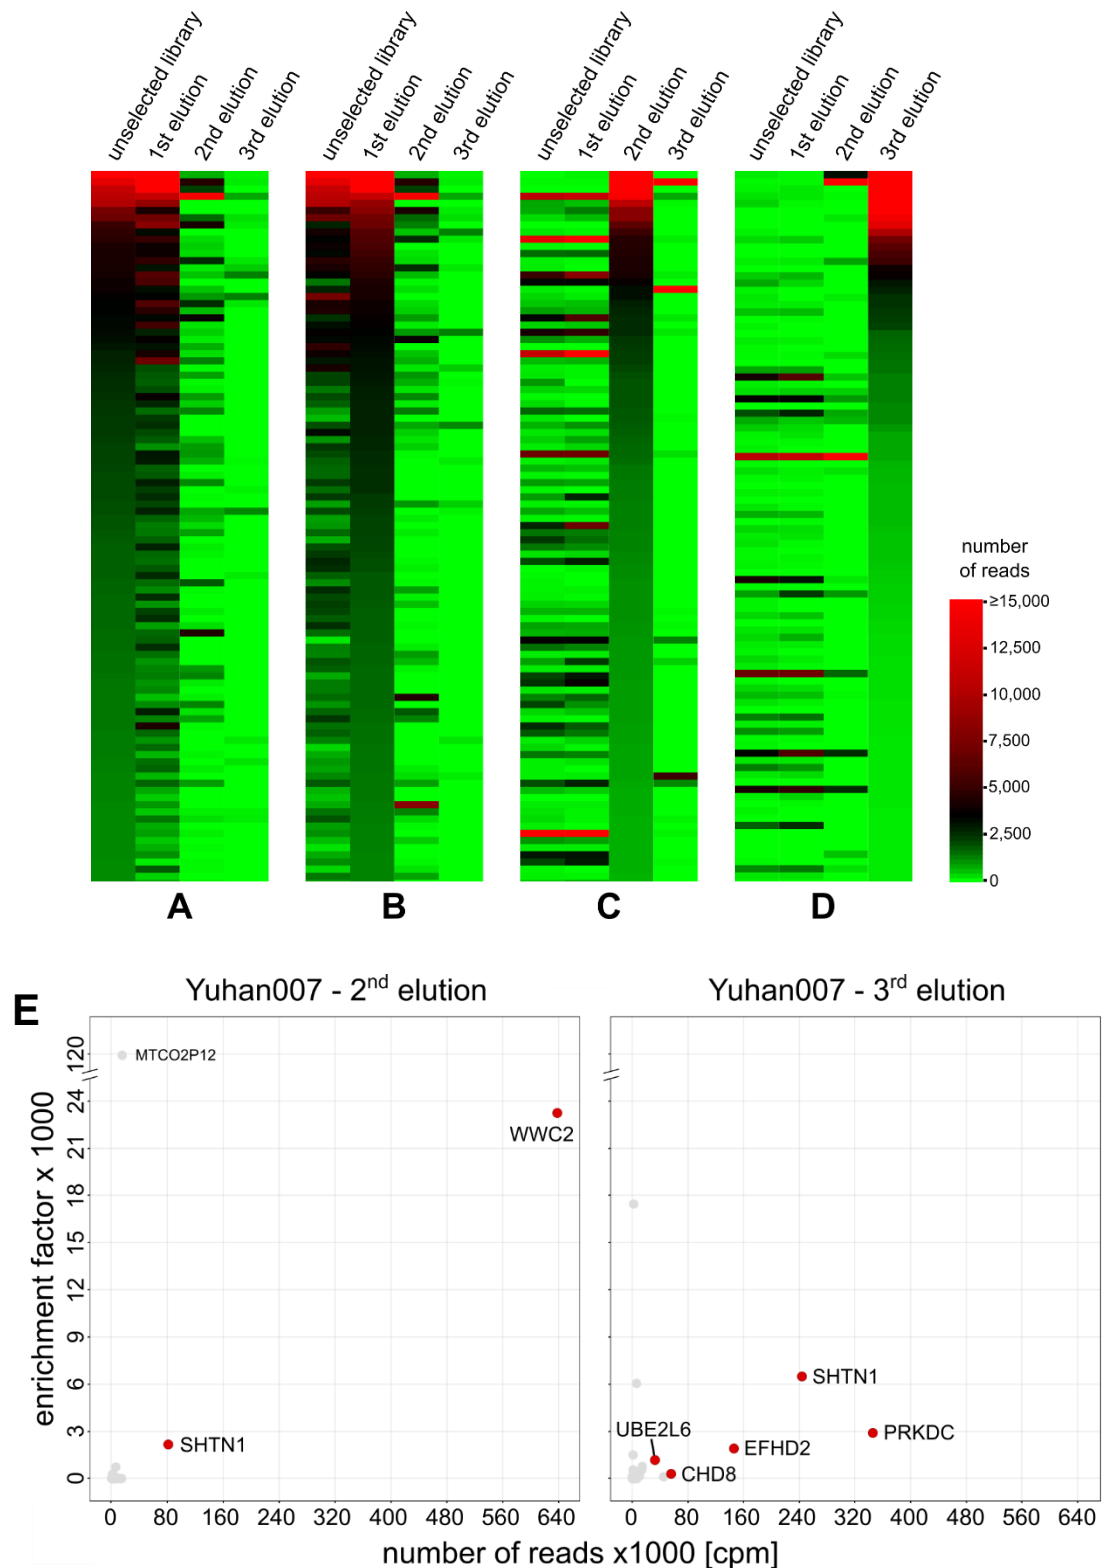 unselected library
1st elution
2nd elution
3rd elution
unselected library
1st elution
2nd elution
3rd elution
unselected library
1st elution
2nd elution
3rd elution
unselected library
1st elution
2nd elution
3rd elution
number
of reads
≥15,000
12,500
10,000
7,500
5,000
2,500
0
A
B
C
D
E
Yuhan007 - 2nd elution
Yuhan007 - 3rd elution
enrichment factor x 1000
120
24
21
18
15
12
9
6
3
0
MTCO2P12
WWC2
SHTN1
SHTN1
PRKDC
UBE2L6
EFHD2
CHD8
0 80 160 240 320 400 480 560 640
0 80 160 240 320 400 480 560 640
number of reads x1000 [cpm]